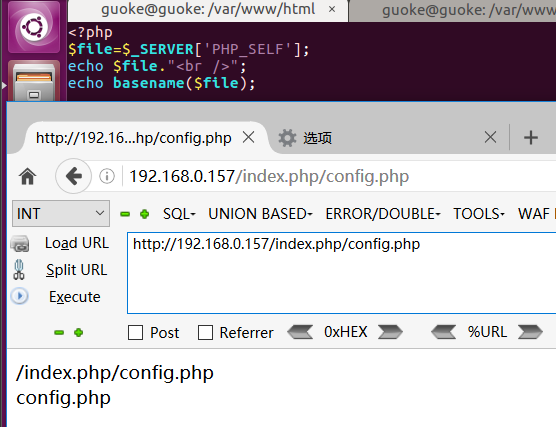 guoke@guoke: /var/www/html ×
guoke@guoke: /var/www
<?php
$file=$_SERVER['PHP_SELF'];
echo $file."<br />";
echo basename($file);
http://192.16...hp/config.php
选项
192.168.0.157/index.php/config.php
INT
SQL
UNION BASED
ERROR/DOUBLE
TOOLS
WAF
Load URL
http://192.168.0.157/index.php/config.php
Split URL
Execute
Post
Referrer
0xHEX
%URL
/index.php/config.php
config.php